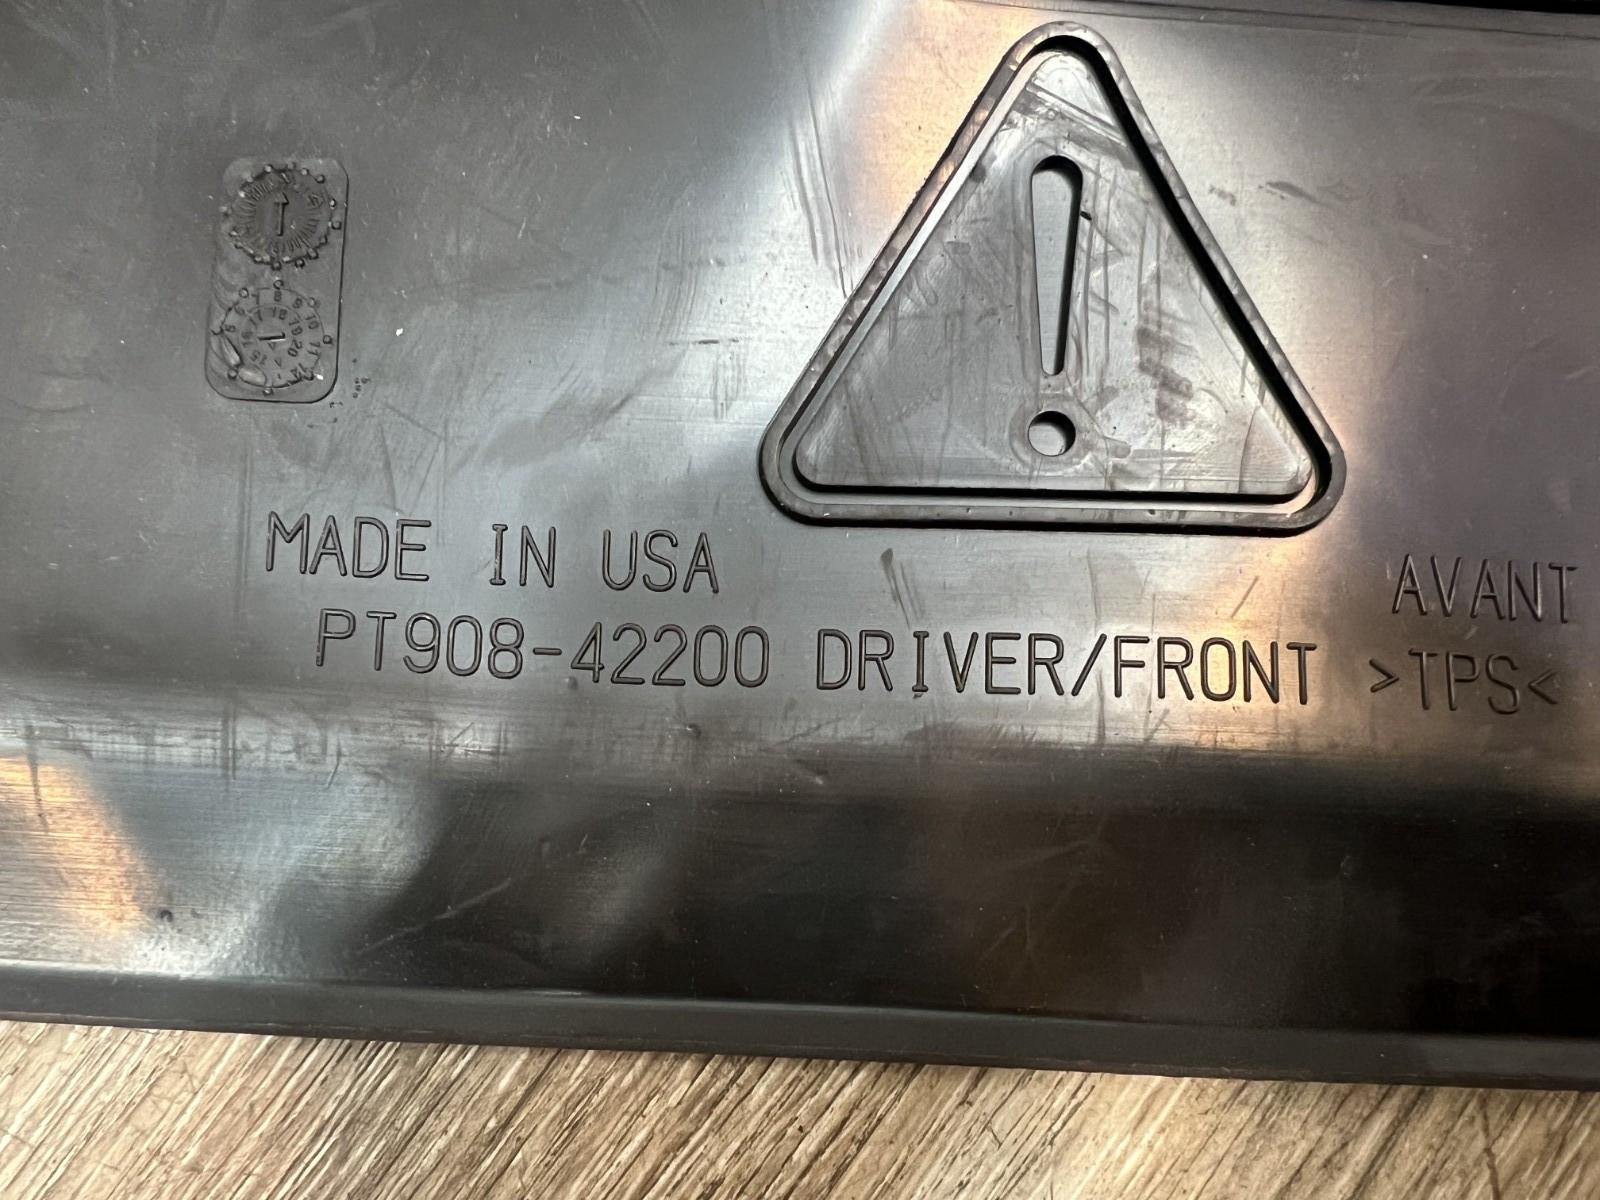 MADE IN USA
AVANT
PT908-42200 DRIVER/FRONT >TPS<